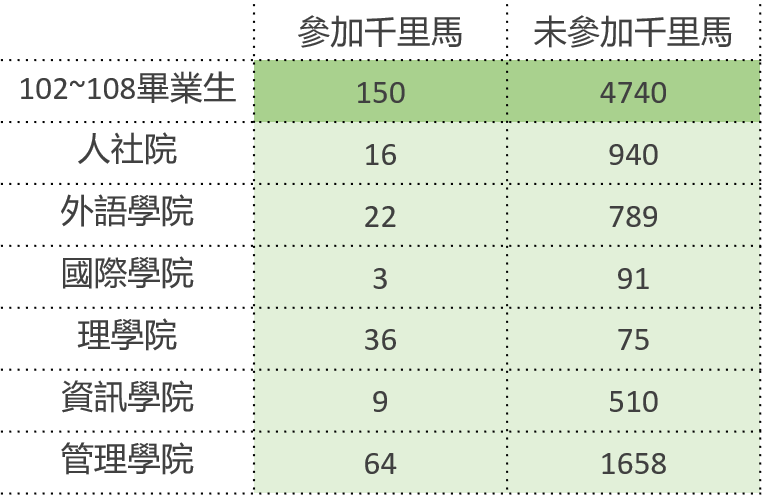 參加千里馬 未參加千里馬
102~108畢業生 150 4740
人社院 16 940
外語學院 22 789
國際學院 3 91
理學院 36 75
資訊學院 9 510
管理學院 64 1658